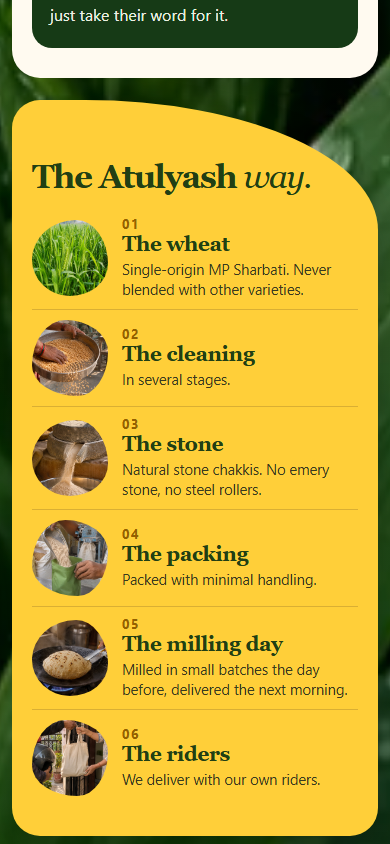 just take their word for it.
The Atulyash way.
01
The wheat
Single-origin MP Sharbati. Never
blended with other varieties.
02
The cleaning
In several stages.
03
The stone
Natural stone chakkis. No emery
stone, no steel rollers.
04
The packing
Packed with minimal handling.
05
The milling day
Milled in small batches the day
before, delivered the next morning.
06
The riders
We deliver with our own riders.